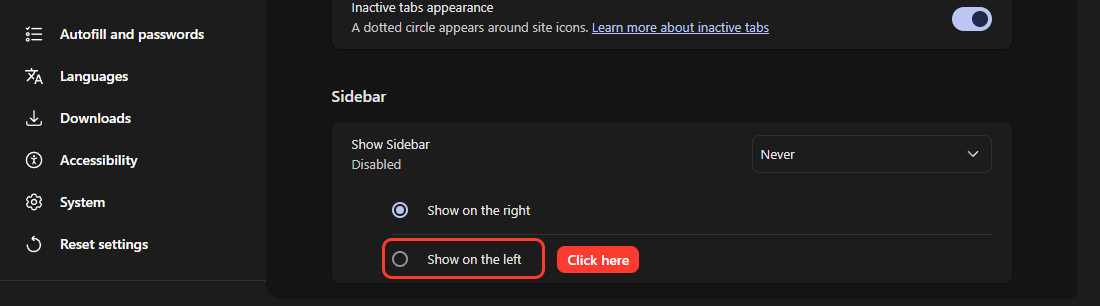 Autofill and passwords
Languages
Downloads
Accessibility
System
Reset settings
Inactive tabs appearance
A dotted circle appears around site icons. Learn more about inactive tabs
Sidebar
Show Sidebar
Disabled
Never
Show on the right
Show on the left
Click here